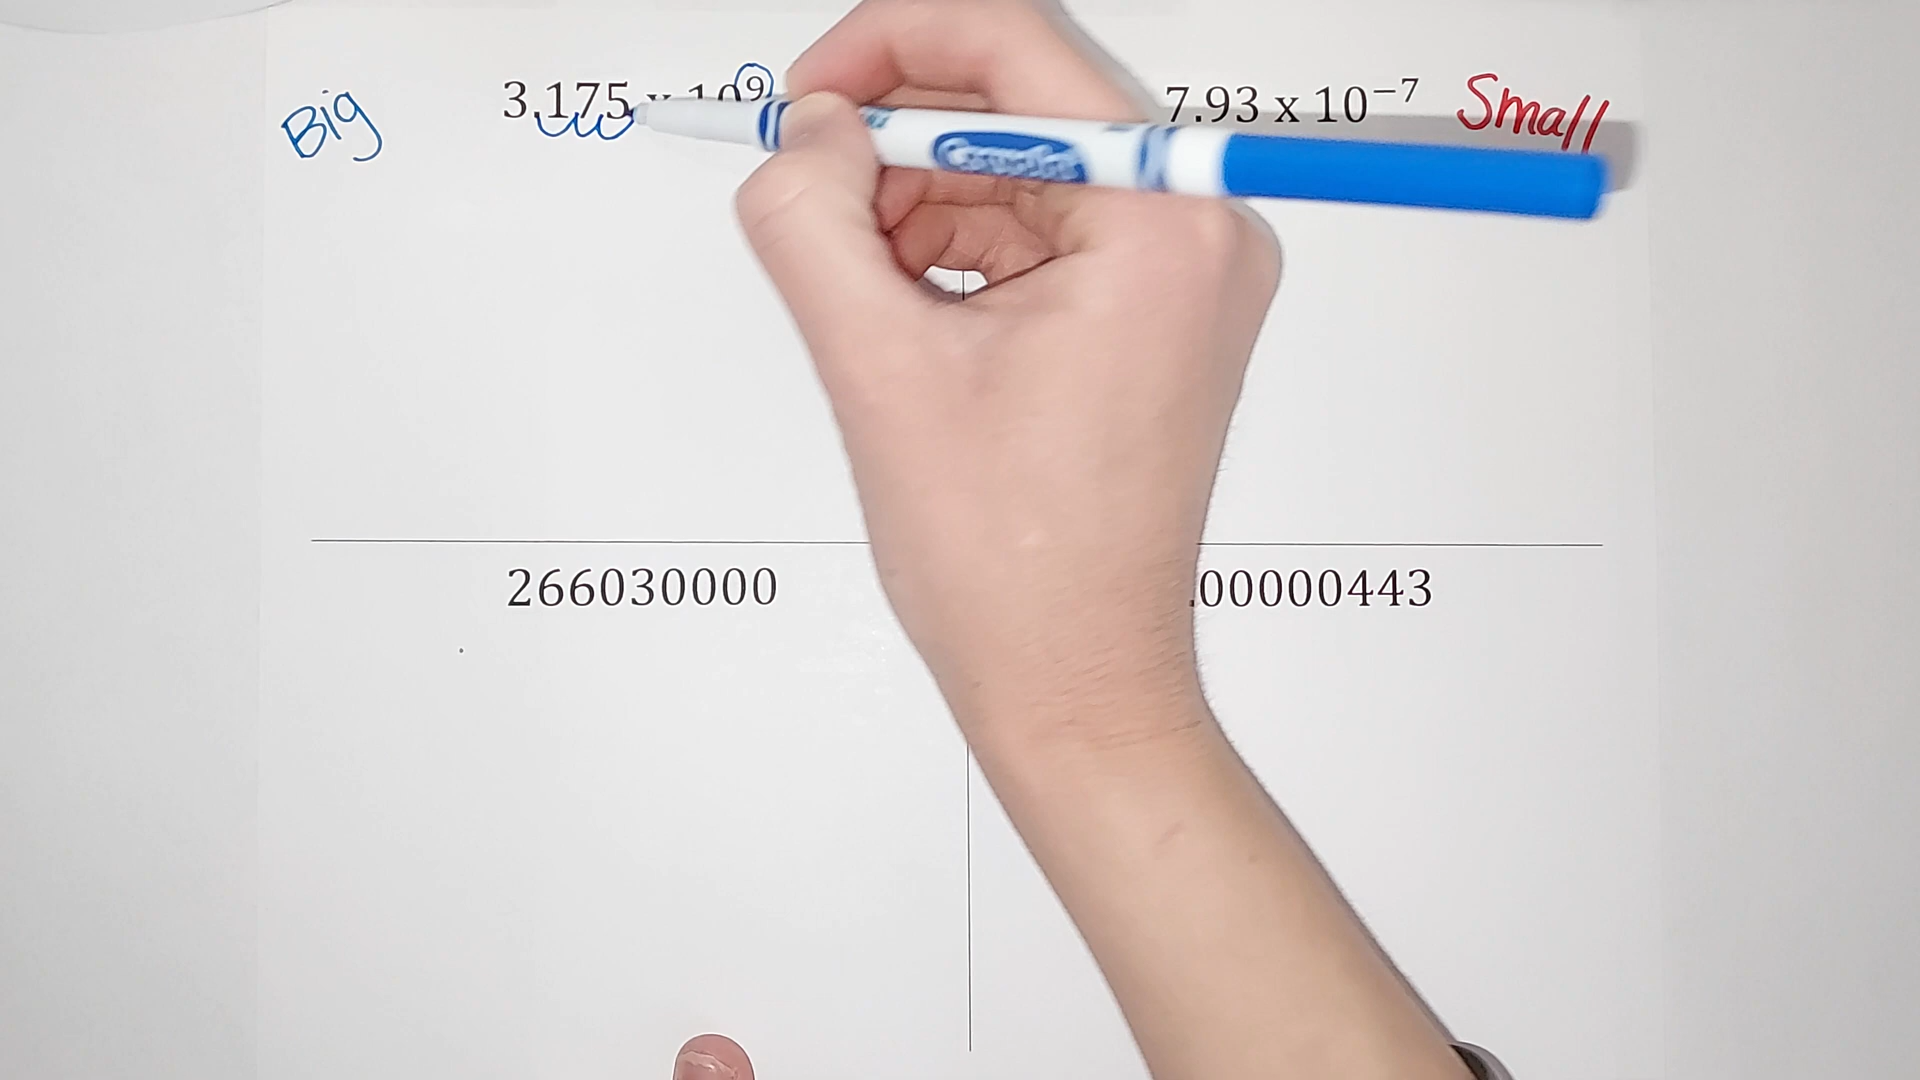 Big
3.175 x 10⁹
7.93 x 10⁻⁷ Small
266030000
.00000443
Crayola